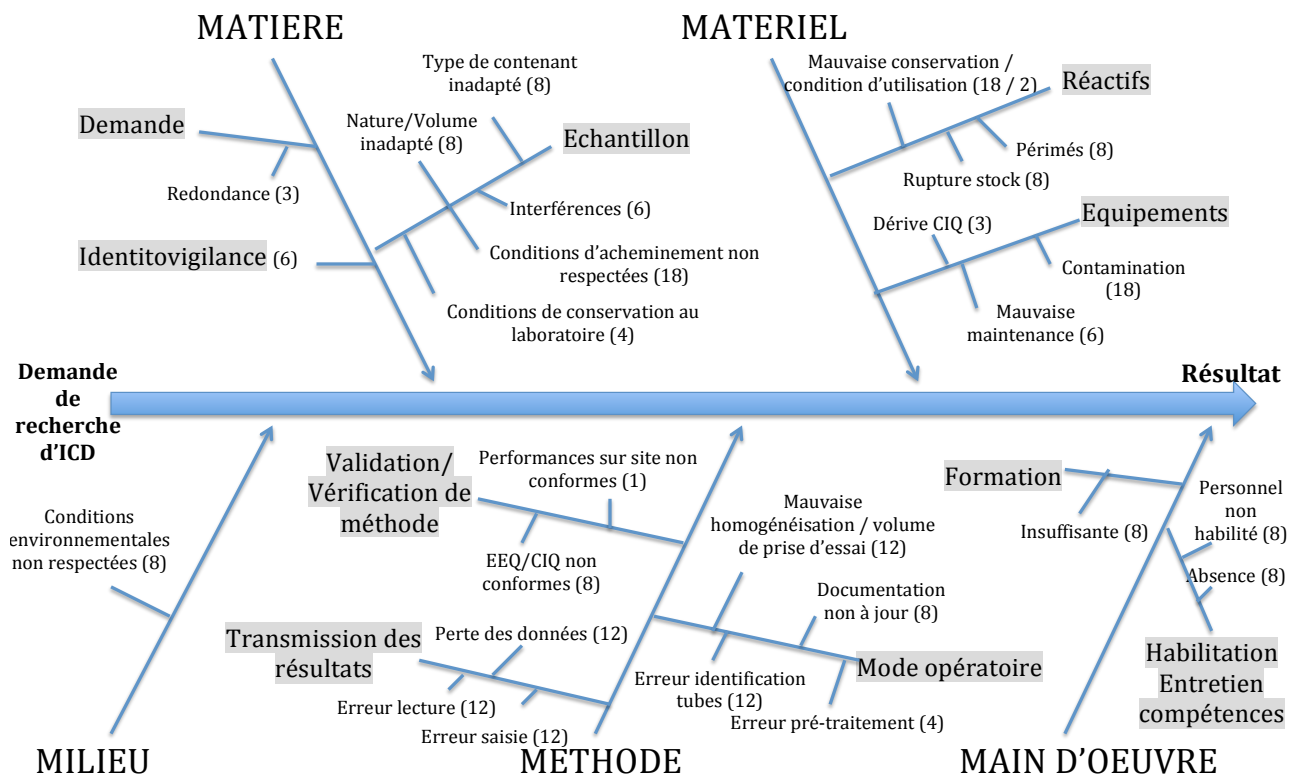 MATIERE
MATERIEL
Type de contenant
inadapté (8)
Mauvaise conservation /
condition d'utilisation (18 / 2)
Réactifs
Demande
Nature/Volume
inadapté (8)
Echantillon
Périmés (8)
Redondance (3)
Rupture stock (8)
Interférences (6)
Dérive CIQ (3)
Equipements
Identitovigilance (6)
Conditions d'acheminement non
respectées (18)
Contamination
(18)
Conditions de conservation au
laboratoire (4)
Mauvaise
maintenance (6)
Demande
de
recherche
d'ICD
Résultat
Validation/
Vérification de
méthode
Performances sur site non
conformes (1)
Formation
Conditions
environnementales
non respectées (8)
Mauvaise
homogénéisation / volume
de prise d'essai (12)
Personnel
non
habilité (8)
Insuffisante (8)
EEQ/CIQ non
conformes (8)
Absence (8)
Documentation
non à jour (8)
Transmission des
résultats
Perte des données (12)
Mode opératoire
Habilitation
Entretien
compétences
Erreur identification
tubes (12)
Erreur lecture (12)
Erreur pré-traitement (4)
Erreur saisie (12)
MILIEU
METHODE
MAIN D'OEUVRE